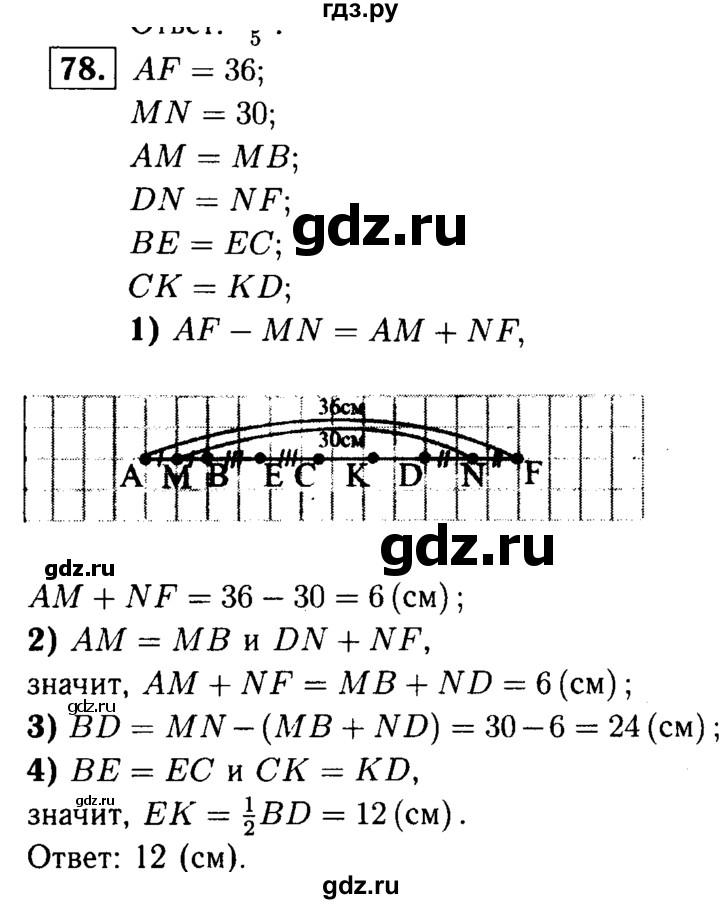 гдз.ру
5 .
78. AF = 36;
MN = 30;
AM = MB;
DN = NF;
gdz.ru
BE = EC;
CK = KD;
1) AF − MN = AM + NF,
36см
30см
A M B E C K D N F
gdz.ru
gdz.ru
AM + NF = 36 − 30 = 6 (см) ;
2) AM = MB и DN + NF,
значит, AM + NF = MB + ND = 6 (см) ;
gdz.ru
3) BD = MN − (MB + ND) = 30 − 6 = 24 (см) ;
4) BE = EC и CK = KD,
gdz.ru
значит, EK = 1/2 BD = 12 (см) .
Ответ: 12 (см).
gdz.ru